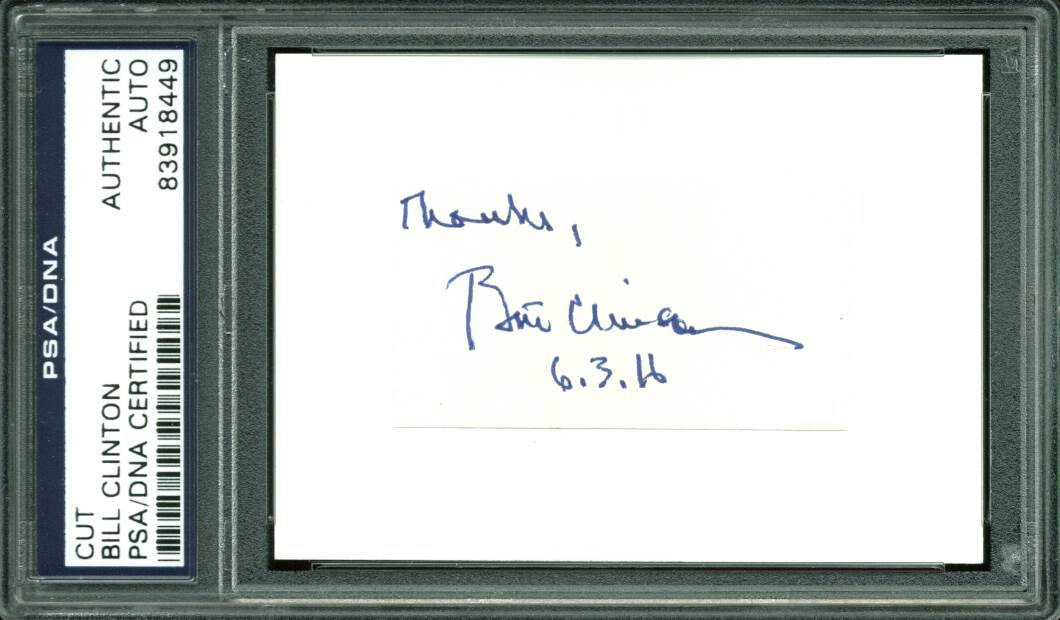 PSA/DNA
CUT
BILL CLINTON
PSA/DNA CERTIFIED
AUTHENTIC
AUTO
83918449
Thanks,
Bill Clinton
6.3.16